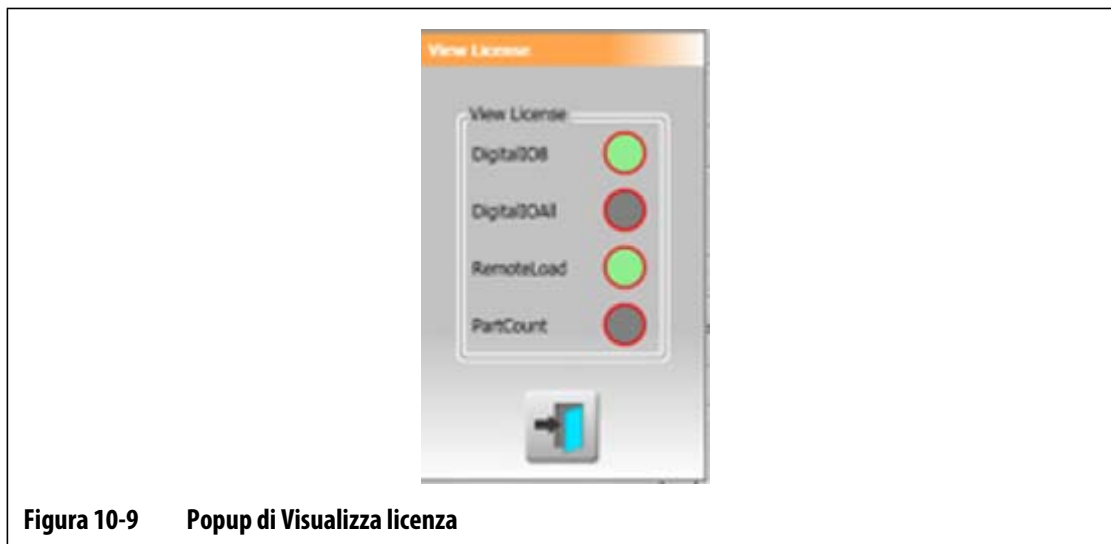 View License
View License
DigitalIO8
DigitalIOAll
RemoteLoad
PartCount
Figura 10-9 Popup di Visualizza licenza